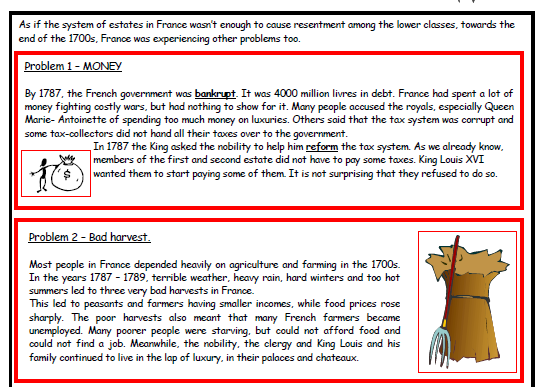 As if the system of estates in France wasn't enough to cause resentment among the lower classes, towards the
end of the 1700s, France was experiencing other problems too.
Problem 1 – MONEY
By 1787, the French government was bankrupt. It was 4000 million livres in debt. France had spent a lot of
money fighting costly wars, but had nothing to show for it. Many people accused the royals, especially Queen
Marie- Antoinette of spending too much money on luxuries. Others said that the tax system was corrupt and
some tax-collectors did not hand all their taxes over to the government.
In 1787 the King asked the nobility to help him reform the tax system. As we already know,
members of the first and second estate did not have to pay some taxes. King Louis XVI
wanted them to start paying some of them. It is not surprising that they refused to do so.
$
Problem 2 – Bad harvest.
Most people in France depended heavily on agriculture and farming in the 1700s.
In the years 1787 – 1789, terrible weather, heavy rain, hard winters and too hot
summers led to three very bad harvests in France.
This led to peasants and farmers having smaller incomes, while food prices rose
sharply. The poor harvests also meant that many French farmers became
unemployed. Many poorer people were starving, but could not afford food and
could not find a job. Meanwhile, the nobility, the clergy and King Louis and his
family continued to live in the lap of luxury, in their palaces and chateaux.